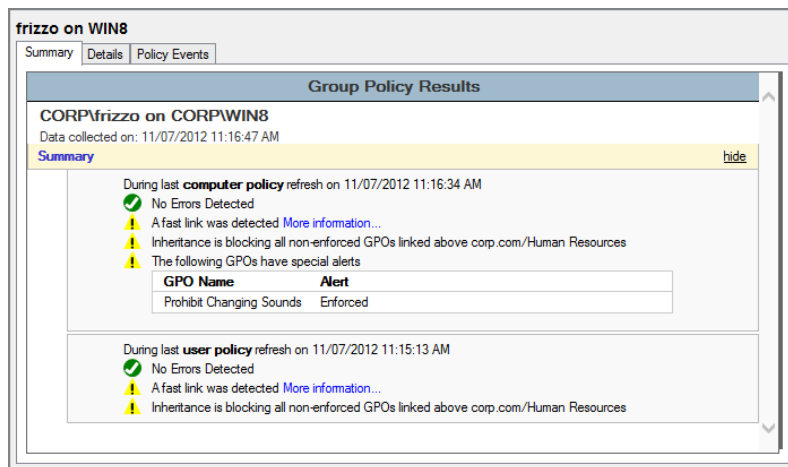 frizzo on WIN8
Summary Details Policy Events
Group Policy Results
CORP\frizzo on CORP\WIN8
Data collected on: 11/07/2012 11:16:47 AM
Summary hide
During last computer policy refresh on 11/07/2012 11:16:34 AM
No Errors Detected
A fast link was detected More information...
Inheritance is blocking all non-enforced GPOs linked above corp.com/Human Resources
The following GPOs have special alerts
GPO Name Alert
Prohibit Changing Sounds Enforced
During last user policy refresh on 11/07/2012 11:15:13 AM
No Errors Detected
A fast link was detected More information...
Inheritance is blocking all non-enforced GPOs linked above corp.com/Human Resources